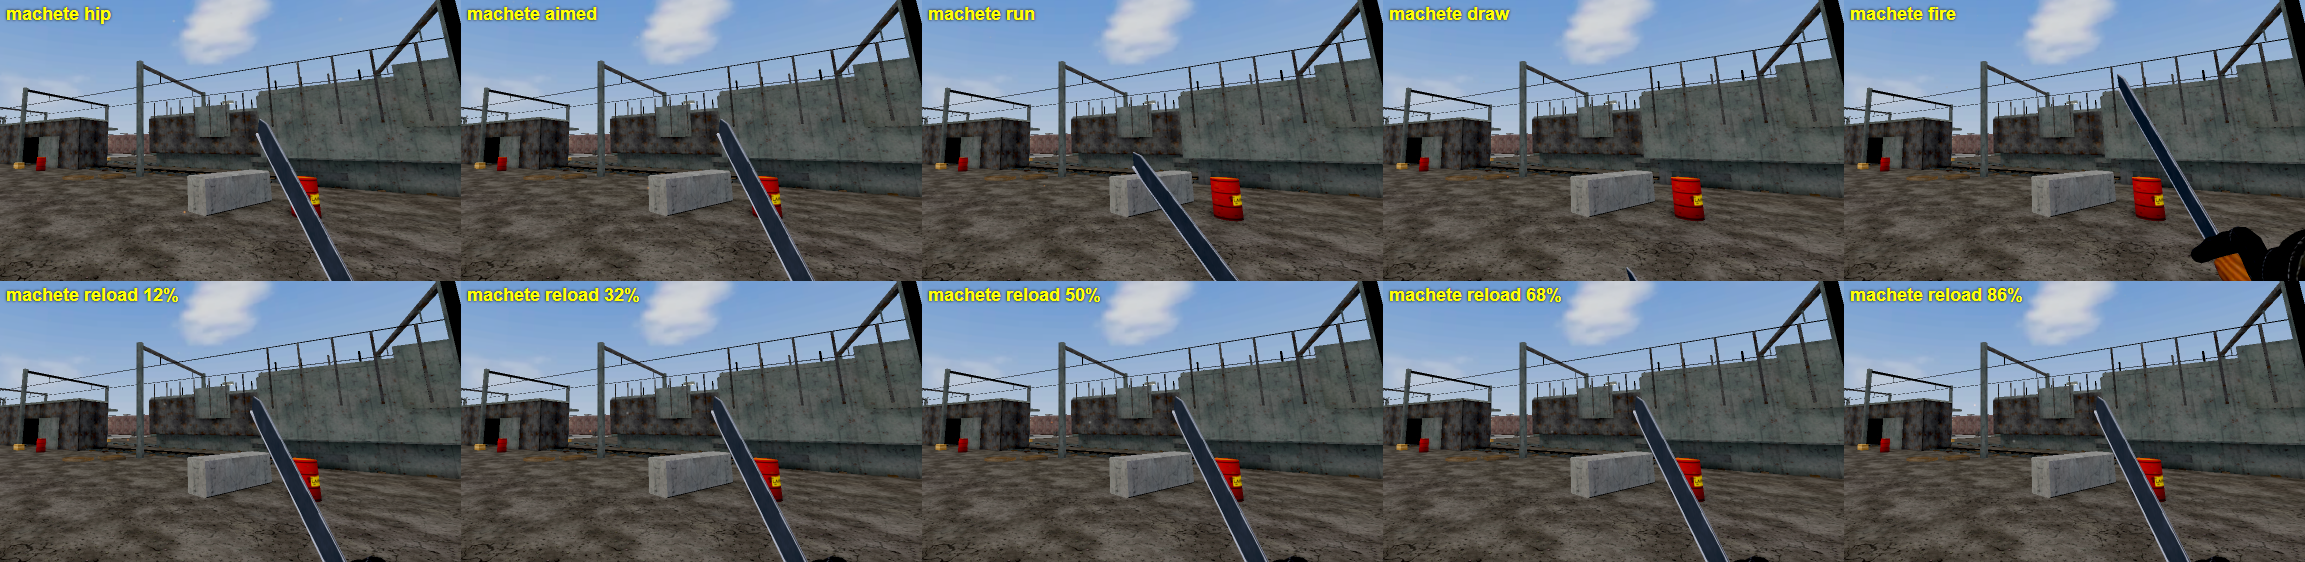 machete hip
machete aimed
machete run
machete draw
machete fire
machete reload 12%
machete reload 32%
machete reload 50%
machete reload 68%
machete reload 86%